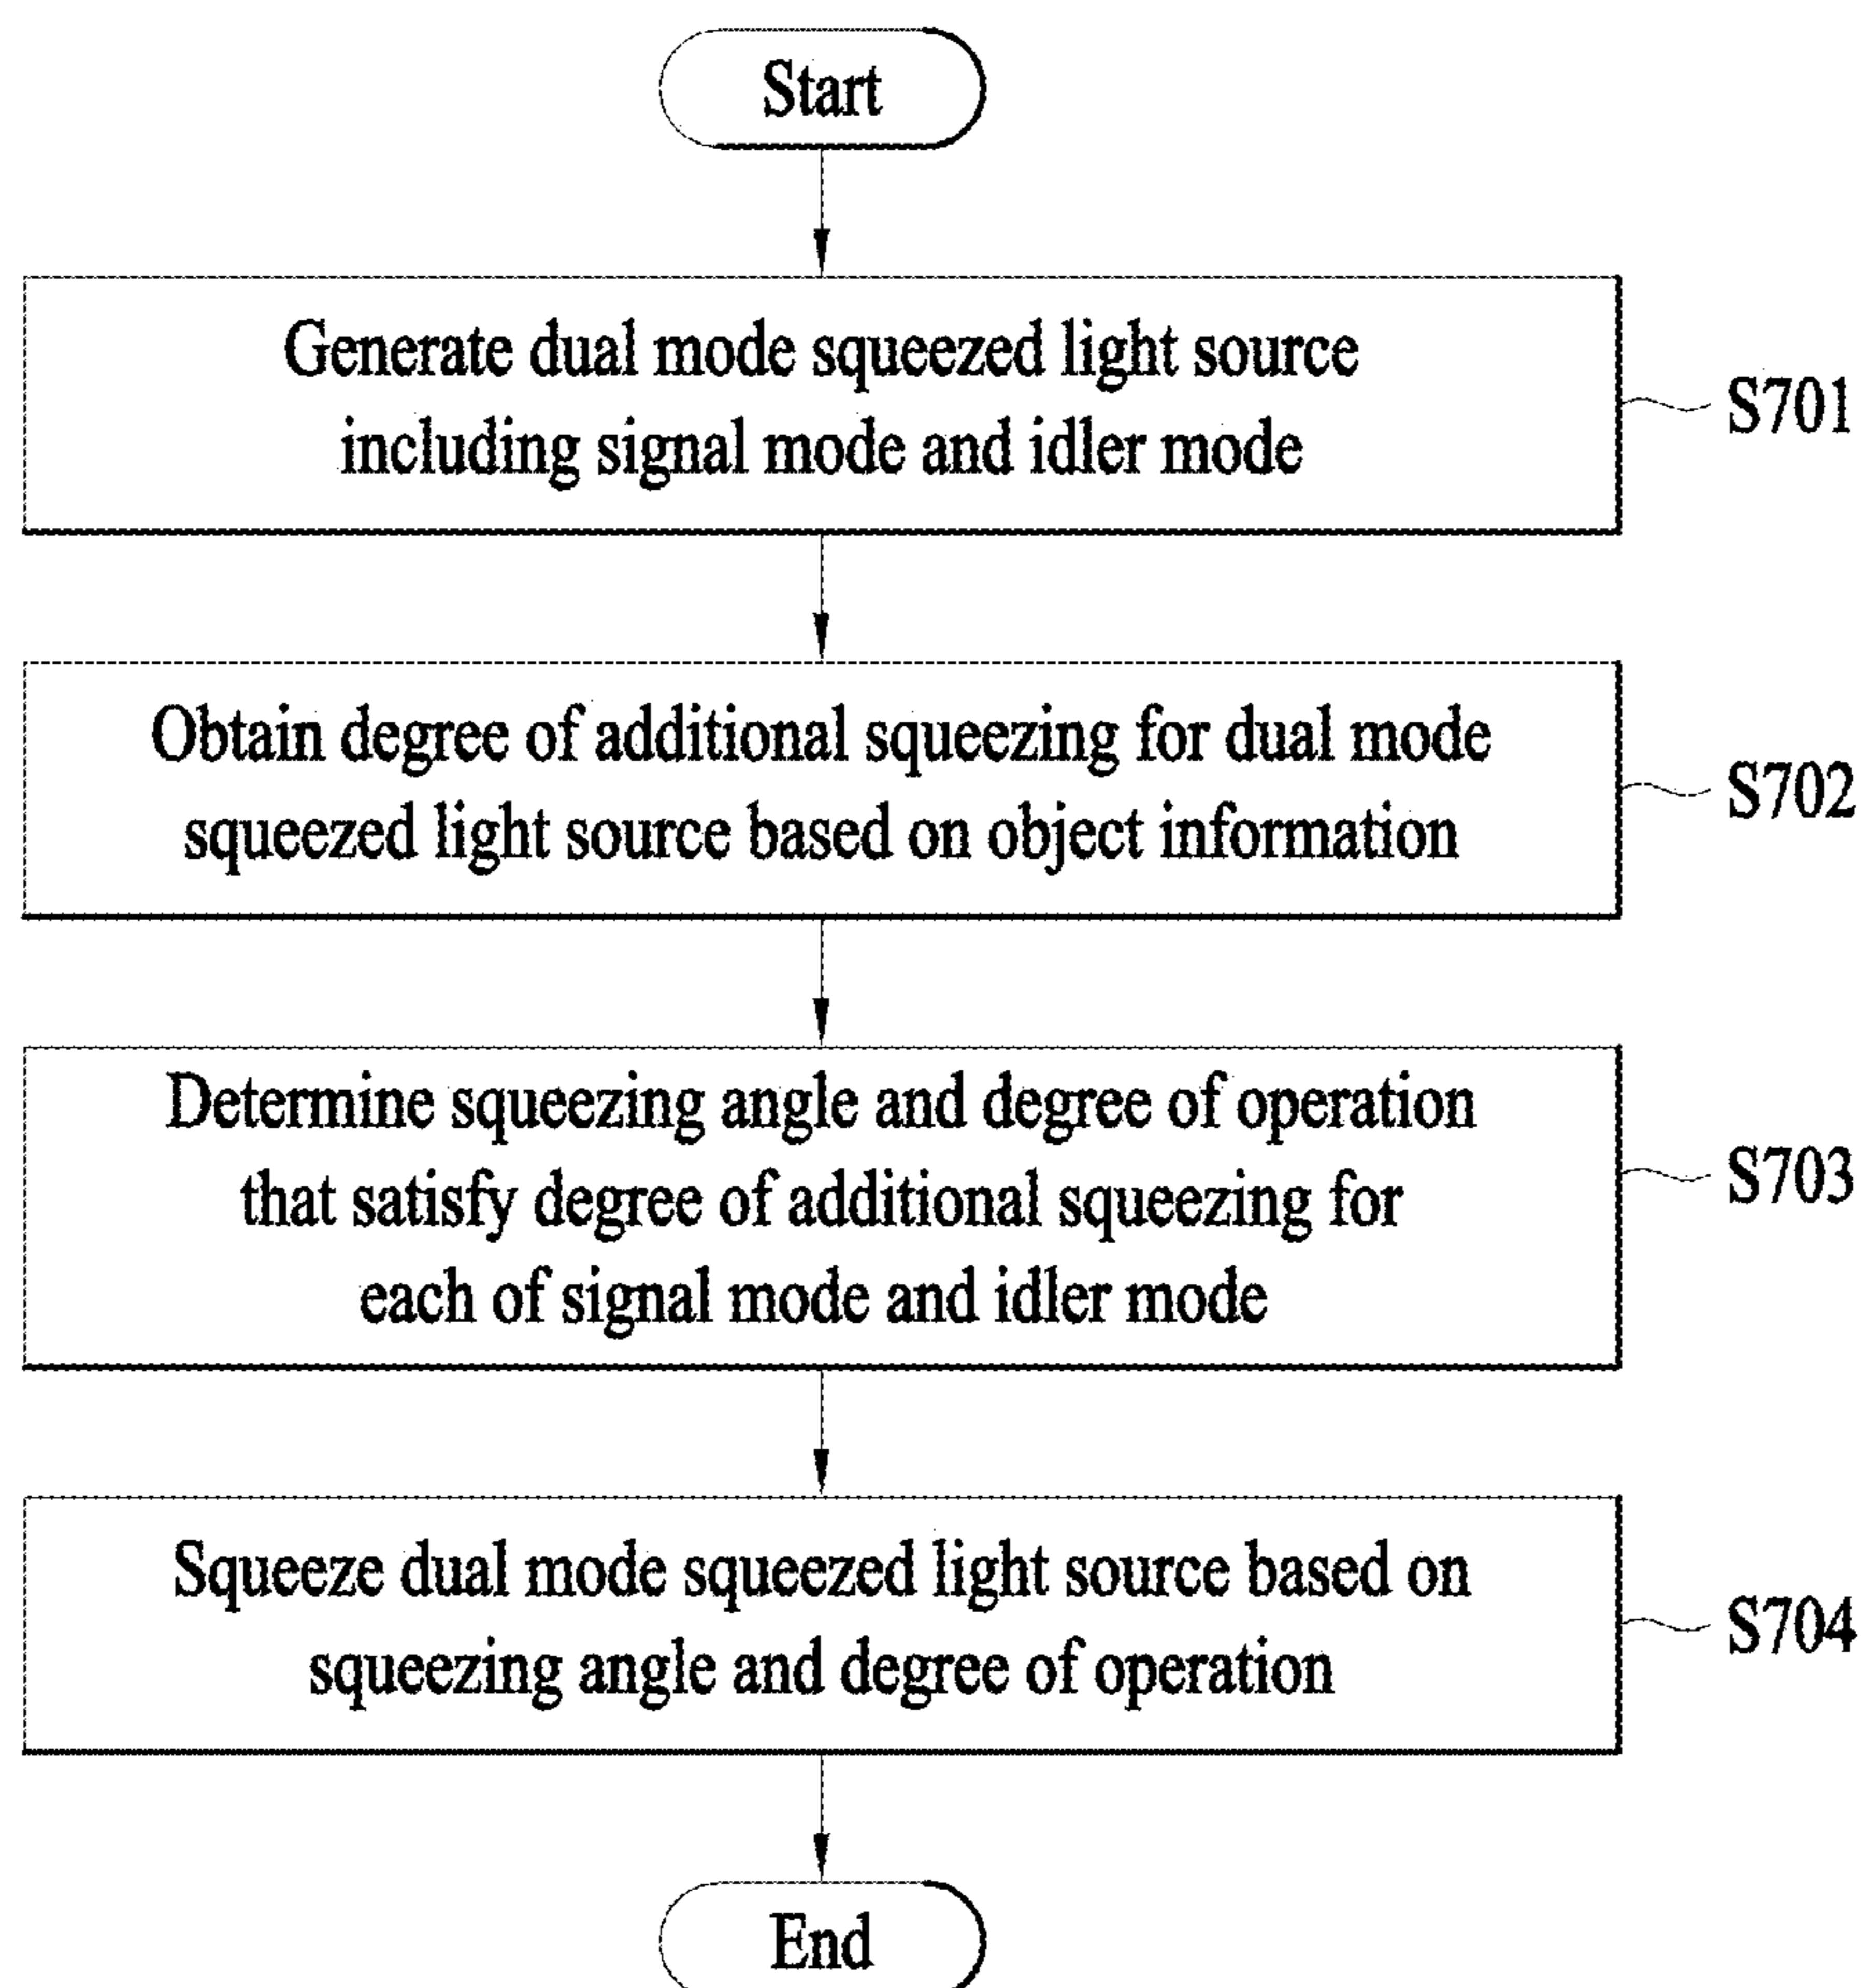 Start
Generate dual mode squeezed light source
including signal mode and idler mode
S701
Obtain degree of additional squeezing for dual mode
squeezed light source based on object information
S702
Determine squeezing angle and degree of operation
that satisfy degree of additional squeezing for
each of signal mode and idler mode
S703
Squeeze dual mode squeezed light source based on
squeezing angle and degree of operation
S704
End